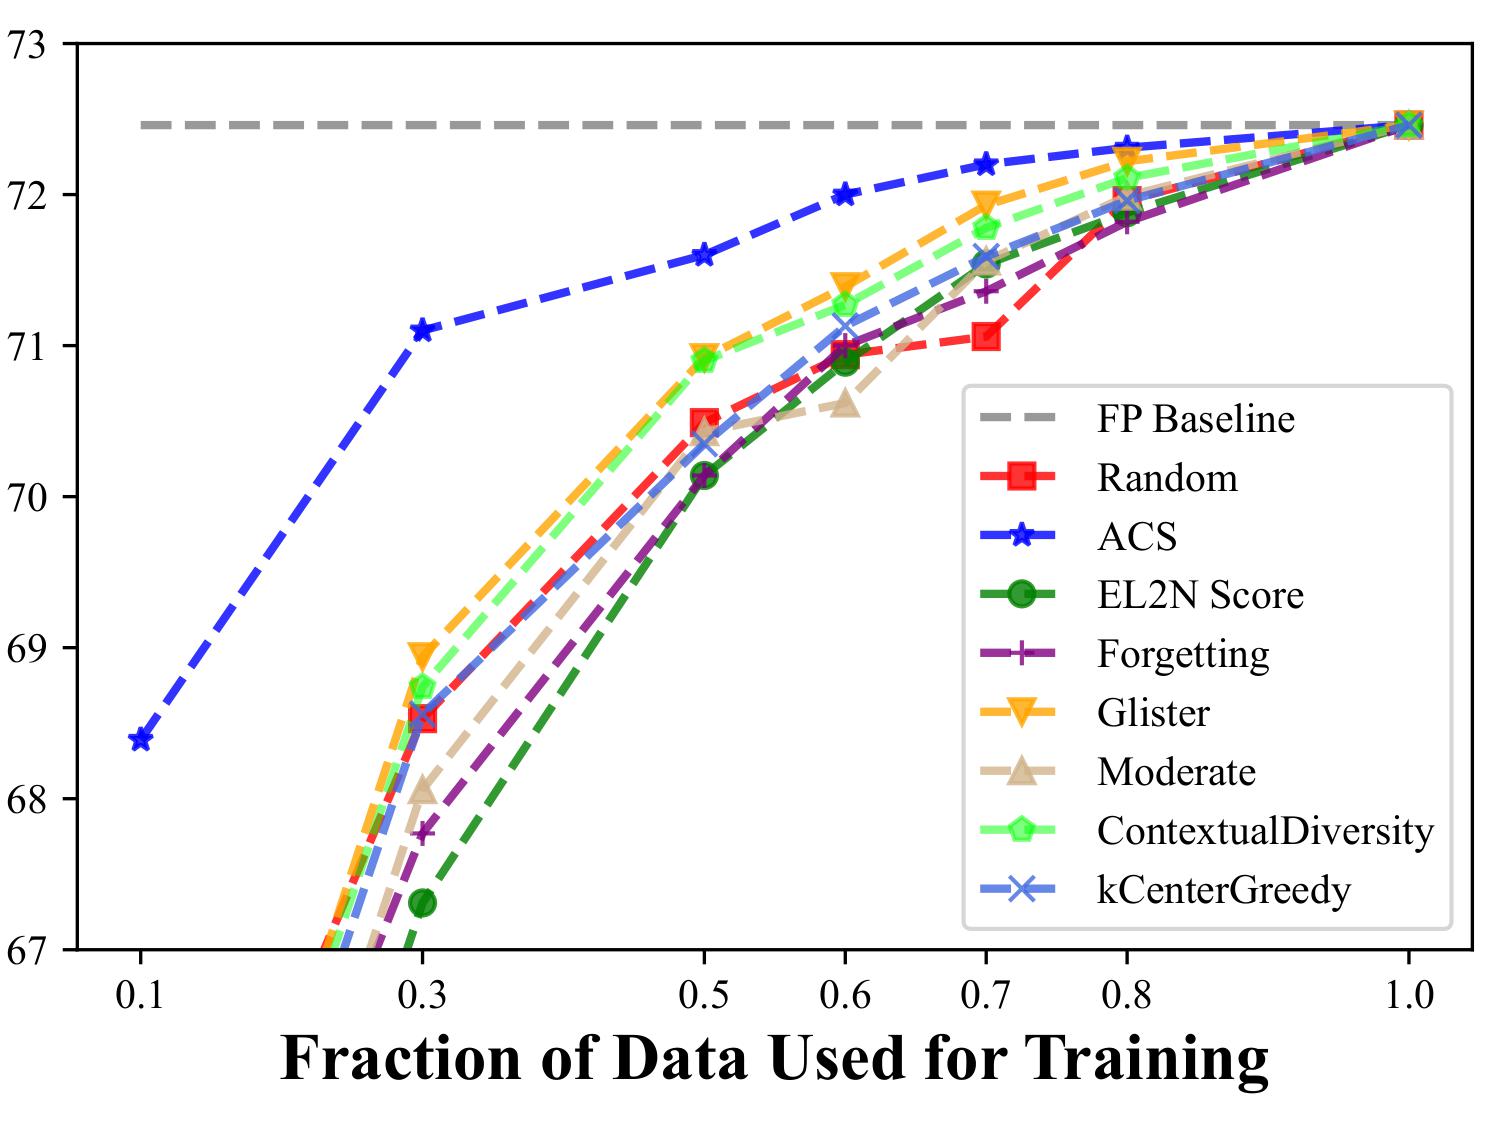 73
72
71
70
69
68
67
FP Baseline
Random
ACS
EL2N Score
Forgetting
Glister
Moderate
ContextualDiversity
kCenterGreedy
0.1 0.3 0.5 0.6 0.7 0.8 1.0
Fraction of Data Used for Training